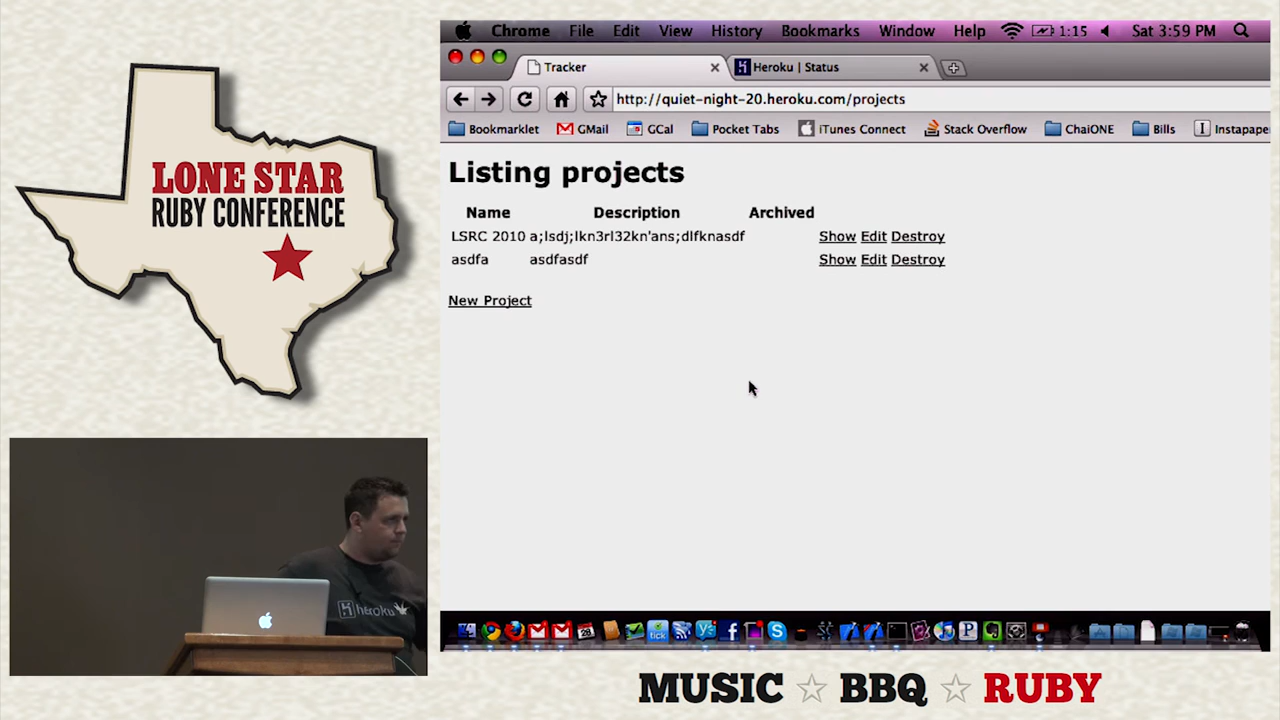 LONE STAR
RUBY CONFERENCE
heroku
Chrome File Edit View History Bookmarks Window Help 1:15 Sat 3:59 PM
Tracker Heroku | Status
http://quiet-night-20.heroku.com/projects
Bookmarklet GMail GCal Pocket Tabs iTunes Connect Stack Overflow ChaiONE Bills Instapape
Listing projects
Name Description Archived
LSRC 2010 a;lsdj;lkn3rl32kn'ans;dlfknasdf Show Edit Destroy
asdfa asdfasdf Show Edit Destroy
New Project
tick
MUSIC ☆ BBQ ☆ RUBY